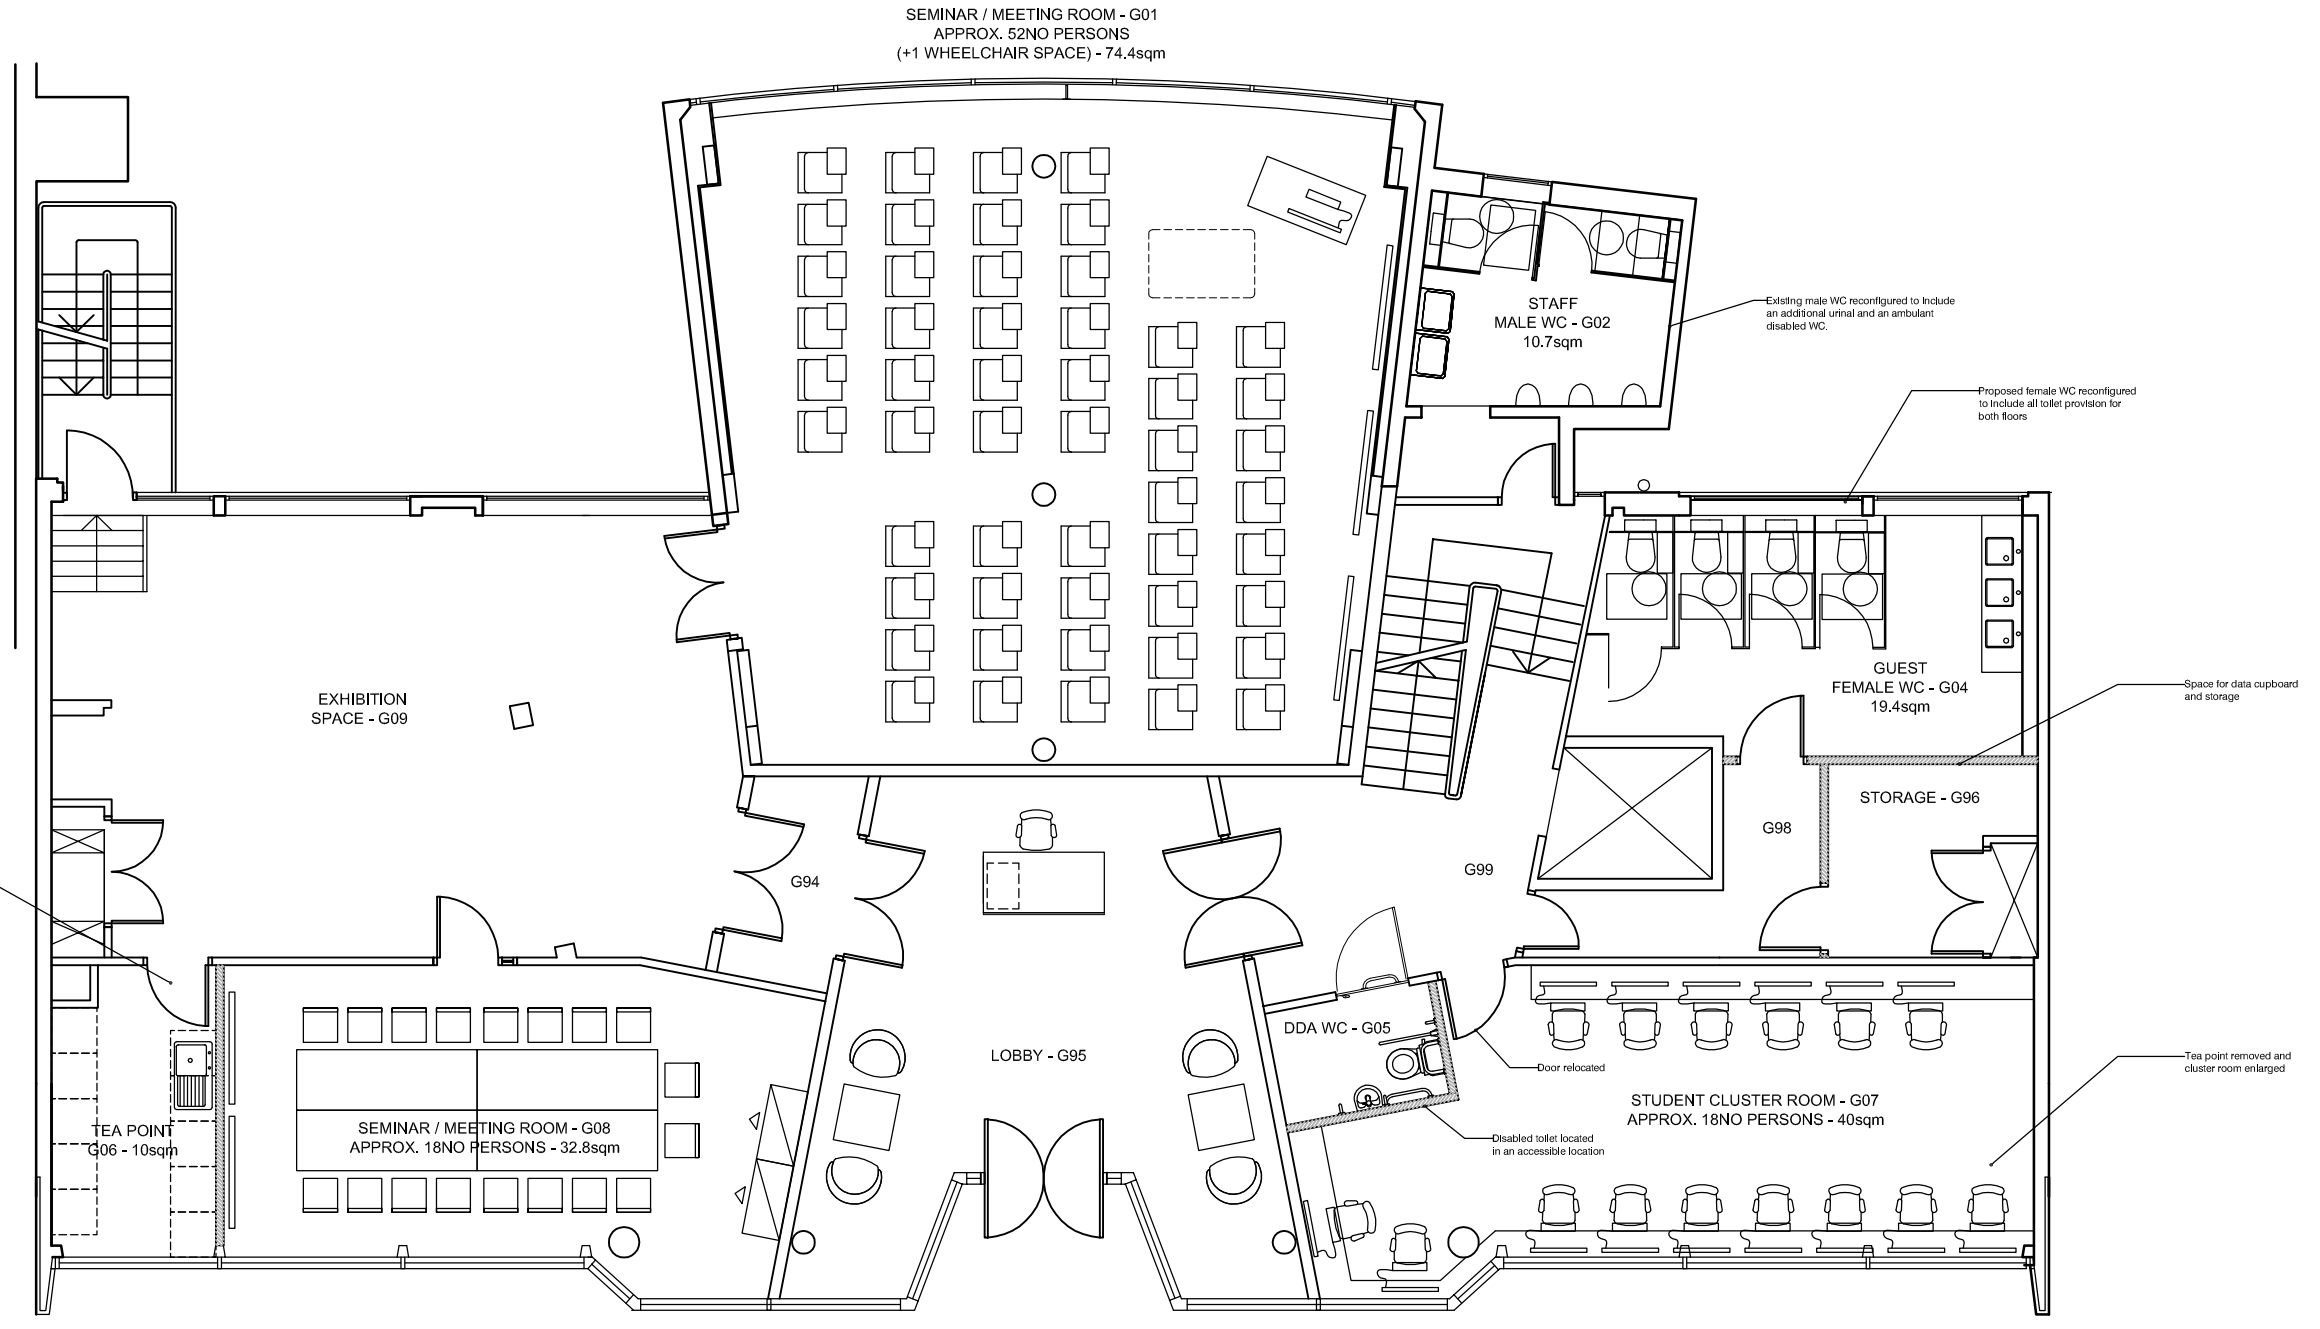 SEMINAR / MEETING ROOM - G01
APPROX. 52NO PERSONS
(+1 WHEELCHAIR SPACE) - 74.4sqm
STAFF
MALE WC - G02
10.7sqm
Existing male WC reconfigured to include
an additional urinal and an ambulant
disabled WC.
Proposed female WC reconfigured
to include all toilet provision for
both floors
GUEST
FEMALE WC - G04
19.4sqm
Space for data cupboard
and storage
EXHIBITION
SPACE - G09
STORAGE - G96
G98
G94
G99
DDA WC - G05
LOBBY - G95
Door relocated
Tea point removed and
cluster room enlarged
STUDENT CLUSTER ROOM - G07
APPROX. 18NO PERSONS - 40sqm
TEA POINT
G06 - 10sqm
SEMINAR / MEETING ROOM - G08
APPROX. 18NO PERSONS - 32.8sqm
Disabled toilet located
in an accessible location